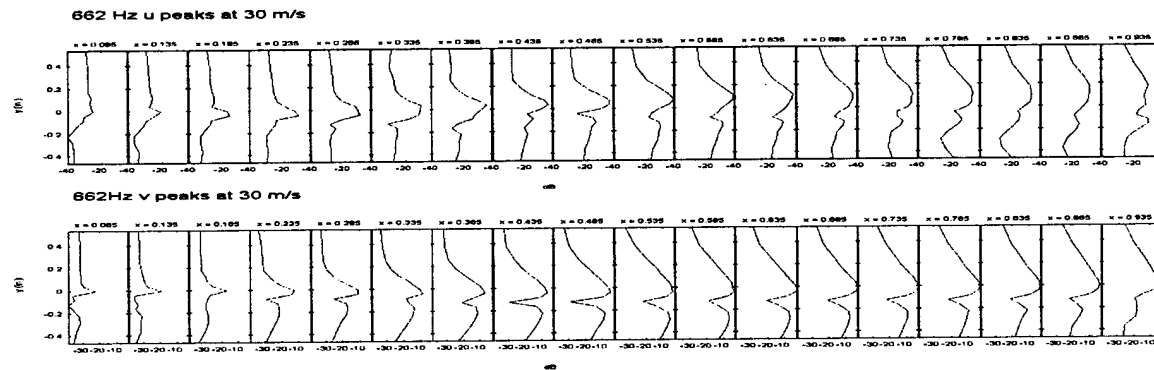 662 Hz u peaks at 30 m/s
x = 0.085 x = 0.135 x = 0.185 x = 0.235 x = 0.285 x = 0.335 x = 0.385 x = 0.435 x = 0.485 x = 0.535 x = 0.585 x = 0.635 x = 0.685 x = 0.735 x = 0.785 x = 0.835 x = 0.885 x = 0.935
0.4
0.2
y(in)
0
-0.2
-0.4
-40 -20 -40 -20 -40 -20 -40 -20 -40 -20 -40 -20 -40 -20 -40 -20 -40 -20 -40 -20 -40 -20 -40 -20 -40 -20 -40 -20 -40 -20 -40 -20 -40 -20 -40 -20
dB
662Hz v peaks at 30 m/s
x = 0.085 x = 0.135 x = 0.185 x = 0.235 x = 0.285 x = 0.335 x = 0.385 x = 0.435 x = 0.485 x = 0.535 x = 0.585 x = 0.635 x = 0.685 x = 0.735 x = 0.785 x = 0.835 x = 0.885 x = 0.935
0.4
0.2
y(in)
0
-0.2
-0.4
-30-20-10 -30-20-10 -30-20-10 -30-20-10 -30-20-10 -30-20-10 -30-20-10 -30-20-10 -30-20-10 -30-20-10 -30-20-10 -30-20-10 -30-20-10 -30-20-10 -30-20-10 -30-20-10 -30-20-10 -30-20-10
dB